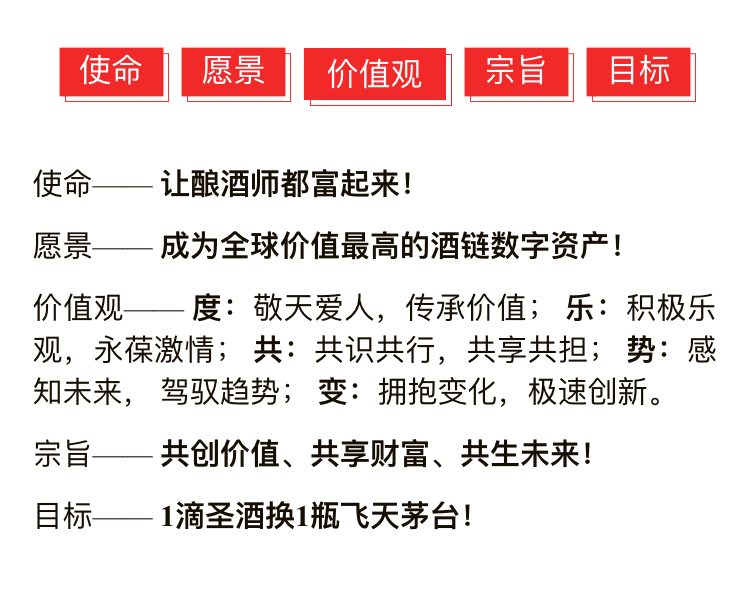 使命 愿景 价值观 宗旨 目标
使命—— 让酿酒师都富起来！
愿景—— 成为全球价值最高的酒链数字资产！
价值观—— 度：敬天爱人，传承价值； 乐：积极乐
观，永葆激情； 共：共识共行，共享共担； 势：感
知未来， 驾驭趋势； 变：拥抱变化，极速创新。
宗旨—— 共创价值、共享财富、共生未来！
目标—— 1滴圣酒换1瓶飞天茅台！